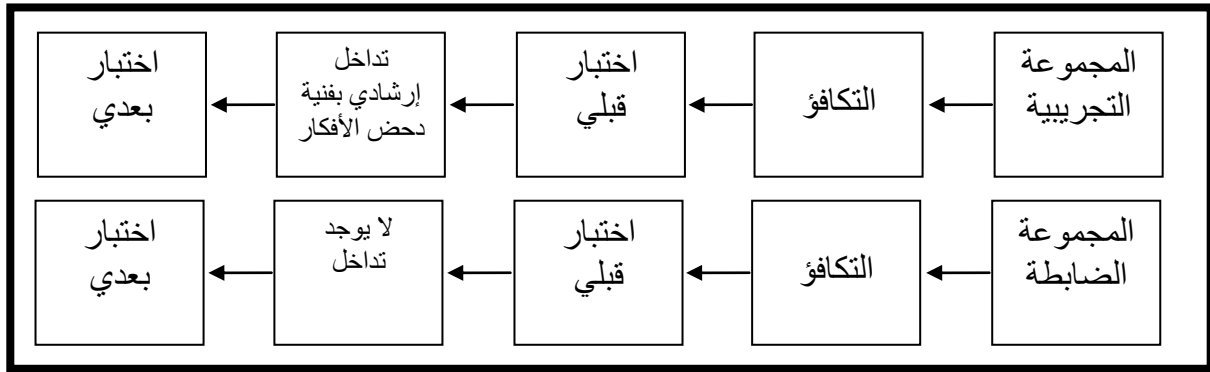 المجموعة
التجريبية
التكافؤ
اختبار
قبلي
تداخل
إرشادي بفنية
دحض الأفكار
اختبار
بعدي
المجموعة
الضابطة
التكافؤ
اختبار
قبلي
لا يوجد
تداخل
اختبار
بعدي